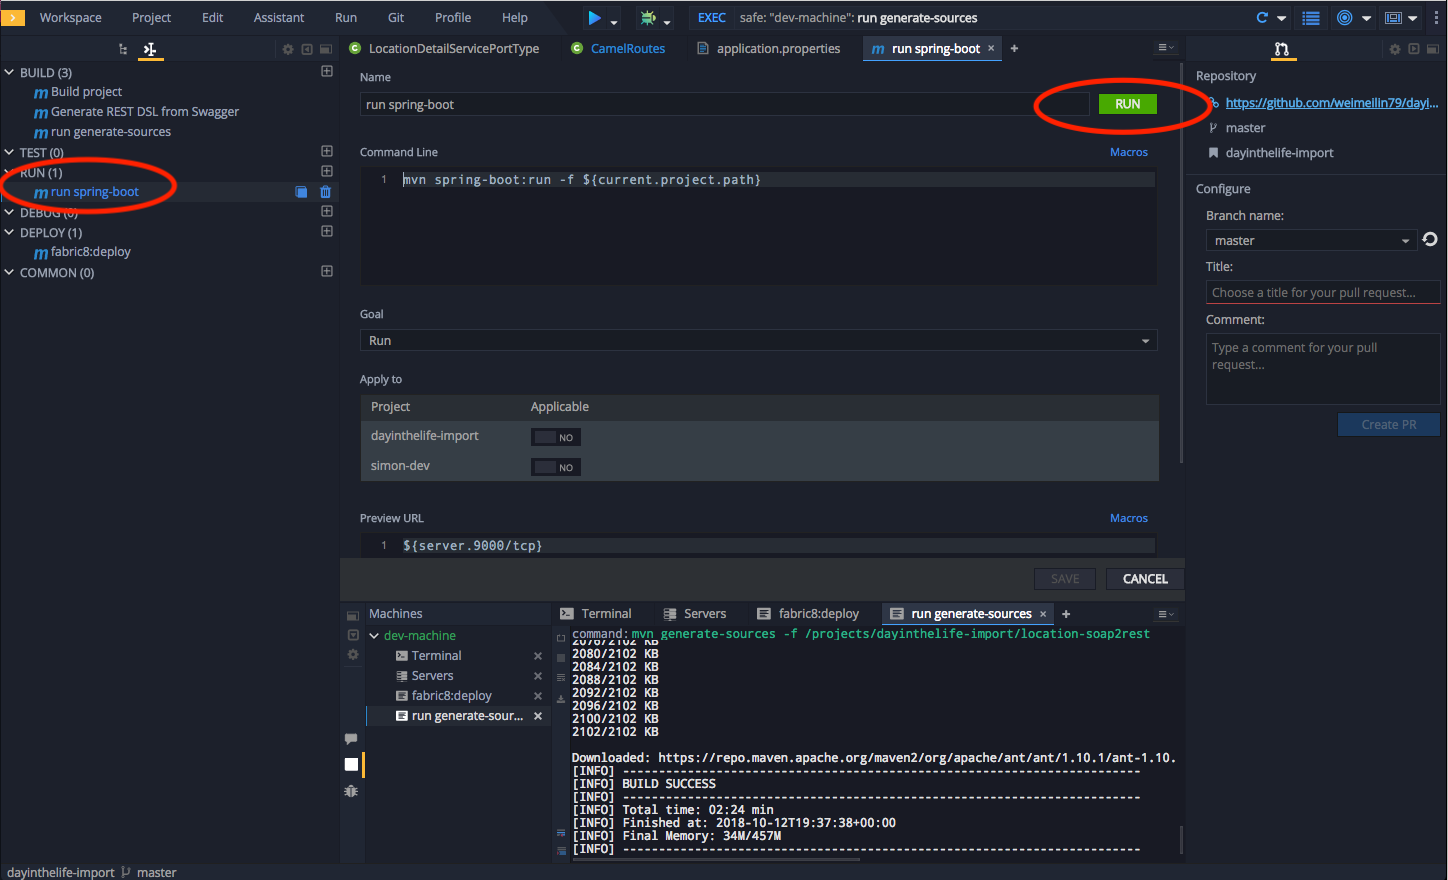 Workspace Project Edit Assistant Run Git Profile Help EXEC safe: "dev-machine": run generate-sources
LocationDetailServicePortType CamelRoutes application.properties m run spring-boot × +
BUILD (3)
m Build project
m Generate REST DSL from Swagger
m run generate-sources
TEST (0)
RUN (1)
m run spring-boot
DEBUG (0)
DEPLOY (1)
m fabric8:deploy
COMMON (0)
Name
run spring-boot
RUN
Command Line Macros
1 mvn spring-boot:run -f ${current.project.path}
Goal
Run
Apply to
Project Applicable
dayinthelife-import NO
simon-dev NO
Preview URL Macros
1 ${server.9000/tcp}
SAVE CANCEL
Repository
https://github.com/weimeilin79/dayi...
master
dayinthelife-import
Configure
Branch name:
master
Title:
Choose a title for your pull request...
Comment:
Type a comment for your pull
request...
Create PR
Machines
dev-machine
Terminal ×
Servers ×
fabric8:deploy ×
run generate-sour... ×
Terminal Servers fabric8:deploy run generate-sources × +
command: mvn generate-sources -f /projects/dayinthelife-import/location-soap2rest
2076/2102 KB
2080/2102 KB
2084/2102 KB
2088/2102 KB
2092/2102 KB
2096/2102 KB
2100/2102 KB
2102/2102 KB
Downloaded: https://repo.maven.apache.org/maven2/org/apache/ant/ant/1.10.1/ant-1.10.
[INFO] ------------------------------------------------------------------------
[INFO] BUILD SUCCESS
[INFO] ------------------------------------------------------------------------
[INFO] Total time: 02:24 min
[INFO] Finished at: 2018-10-12T19:37:38+00:00
[INFO] Final Memory: 34M/457M
[INFO] ------------------------------------------------------------------------
dayinthelife-import master